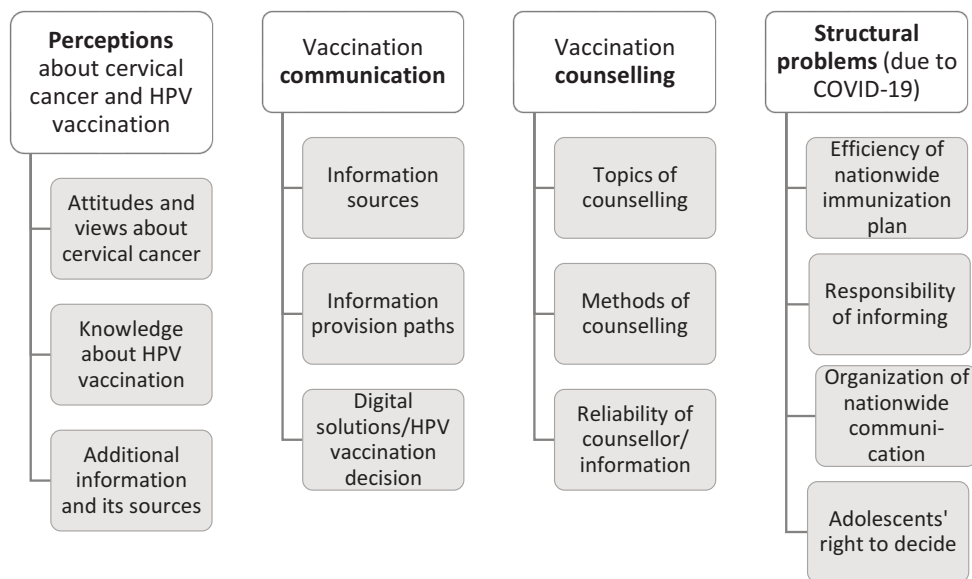 Perceptions
about cervical
cancer and HPV
vaccination
Attitudes and
views about
cervical cancer
Knowledge
about HPV
vaccination
Additional
information
and its sources
Vaccination
communication
Information
sources
Information
provision paths
Digital
solutions/HPV
vaccination
decision
Vaccination
counselling
Topics of
counselling
Methods of
counselling
Reliability of
counsellor/
information
Structural
problems (due to
COVID-19)
Efficiency of
nationwide
immunization
plan
Responsibility
of informing
Organization of
nationwide
communi-
cation
Adolescents'
right to decide